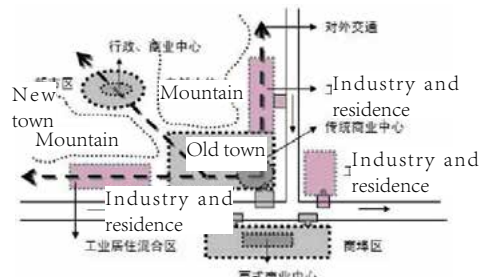 对外交通
行政、商业中心
Industry and
residence
Mountain
New
town
Mountain
传统商业中心
Old town
Industry and
residence
Industry and
residence
工业居住混合区
商埠区